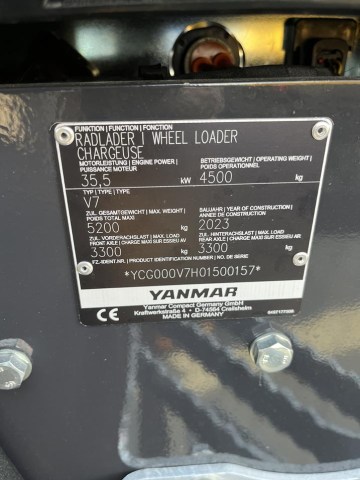 FUNKTION | FUNCTION | FONCTION
RADLADER | WHEEL LOADER
CHARGEUSE
MOTORLEISTUNG | ENGINE POWER | BETRIEBSGEWICHT | OPERATING WEIGHT |
PUISSANCE MOTEUR POIDS OPÉRATIONNEL
35,5 kW 4500 kg
TYP | TYPE | TYPE
V7
ZUL. GESAMTGEWICHT | MAX. WEIGHT | BAUJAHR | YEAR OF CONSTRUCTION |
POIDS TOTAL MAXI ANNÉE DE CONSTRUCTION
5200 kg 2023
ZUL. VORDERACHSLAST | MAX. LOAD ZUL. HINTERACHSLAST | MAX. LOAD
FRONT AXLE | CHARGE MAXI SUR ESSIEU AV. REAR AXLE | CHARGE MAXI SUR ESSIEU AR.
3300 kg 3300 kg
FZ.-IDENT.NR. | PRODUCT IDENTIFICATION NUMBER |
*YCG000V7H01500157*
YANMAR
Yanmar Compact Germany GmbH
Kraftwerkstraße 4 • D-74564 Crailsheim
CE MADE IN GERMANY